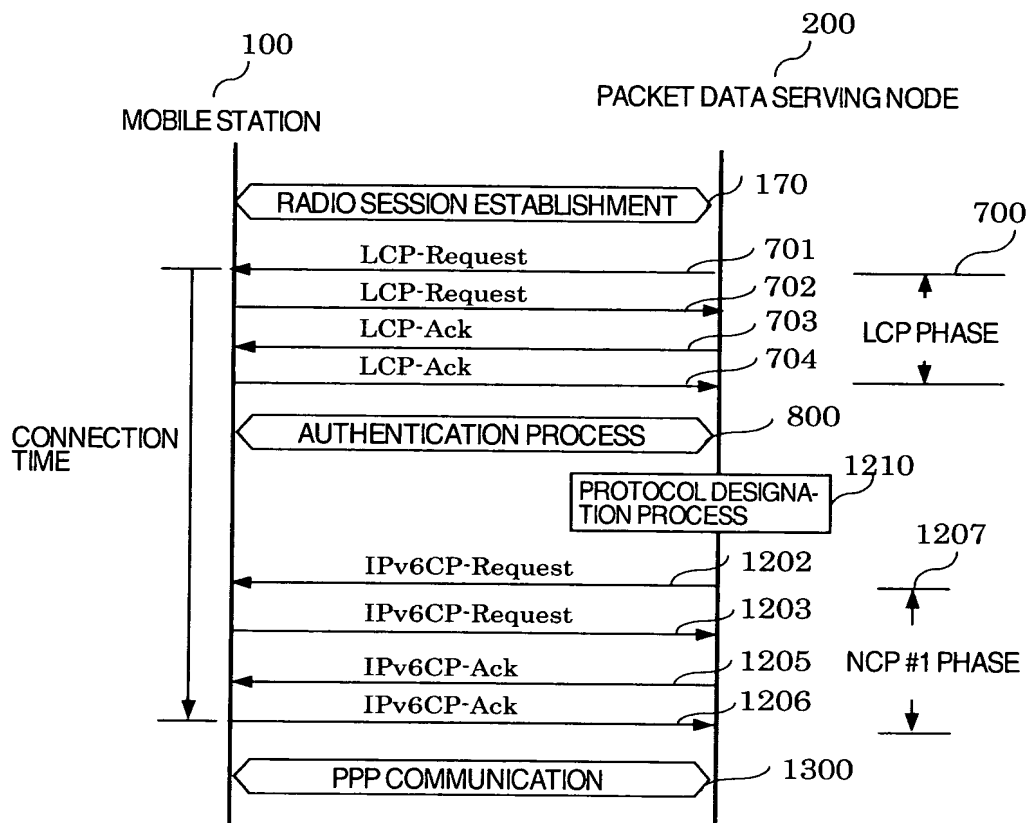 100
200
MOBILE STATION
PACKET DATA SERVING NODE
RADIO SESSION ESTABLISHMENT
170
700
LCP-Request
701
LCP-Request
702
LCP-Ack
703
LCP PHASE
LCP-Ack
704
CONNECTION
TIME
AUTHENTICATION PROCESS
800
1210
PROTOCOL DESIGNA-
TION PROCESS
1207
IPv6CP-Request
1202
IPv6CP-Request
1203
NCP #1 PHASE
IPv6CP-Ack
1205
IPv6CP-Ack
1206
PPP COMMUNICATION
1300